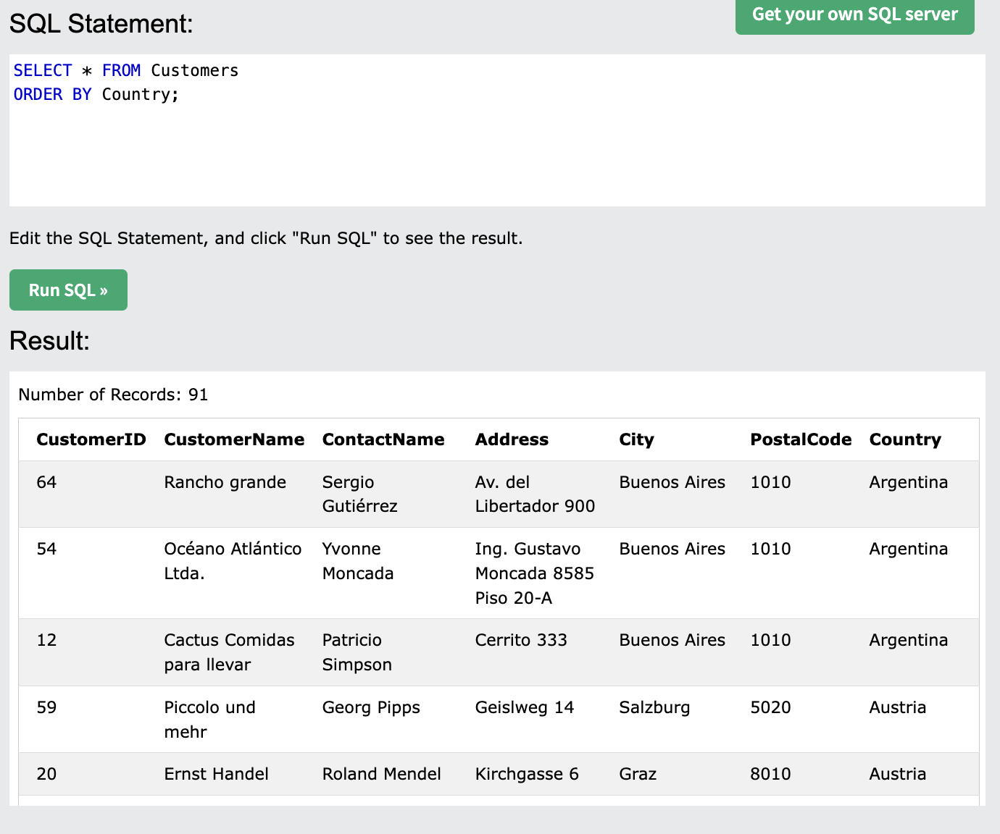 SQL Statement:
Get your own SQL server
SELECT * FROM Customers
ORDER BY Country;
Edit the SQL Statement, and click "Run SQL" to see the result.
Run SQL »
Result:
Number of Records: 91
CustomerID CustomerName ContactName Address City PostalCode Country
64 Rancho grande Sergio Av. del Buenos Aires 1010 Argentina
Gutiérrez Libertador 900
54 Océano Atlántico Yvonne Ing. Gustavo Buenos Aires 1010 Argentina
Ltda. Moncada Moncada 8585
Piso 20-A
12 Cactus Comidas Patricio Cerrito 333 Buenos Aires 1010 Argentina
para llevar Simpson
59 Piccolo und Georg Pipps Geislweg 14 Salzburg 5020 Austria
mehr
20 Ernst Handel Roland Mendel Kirchgasse 6 Graz 8010 Austria